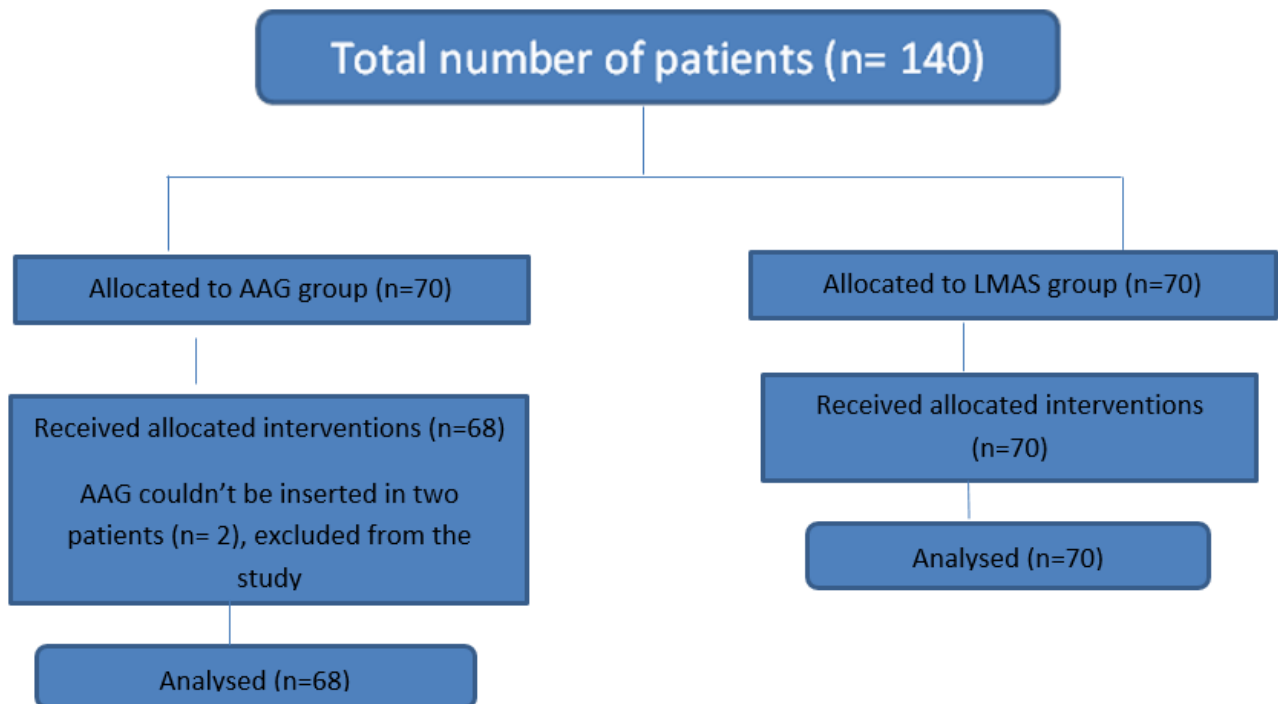 Total number of patients (n= 140)
Allocated to AAG group (n=70)
Allocated to LMAS group (n=70)
Received allocated interventions (n=68)
AAG couldn’t be inserted in two
patients (n= 2), excluded from the
study
Received allocated interventions
(n=70)
Analysed (n=70)
Analysed (n=68)